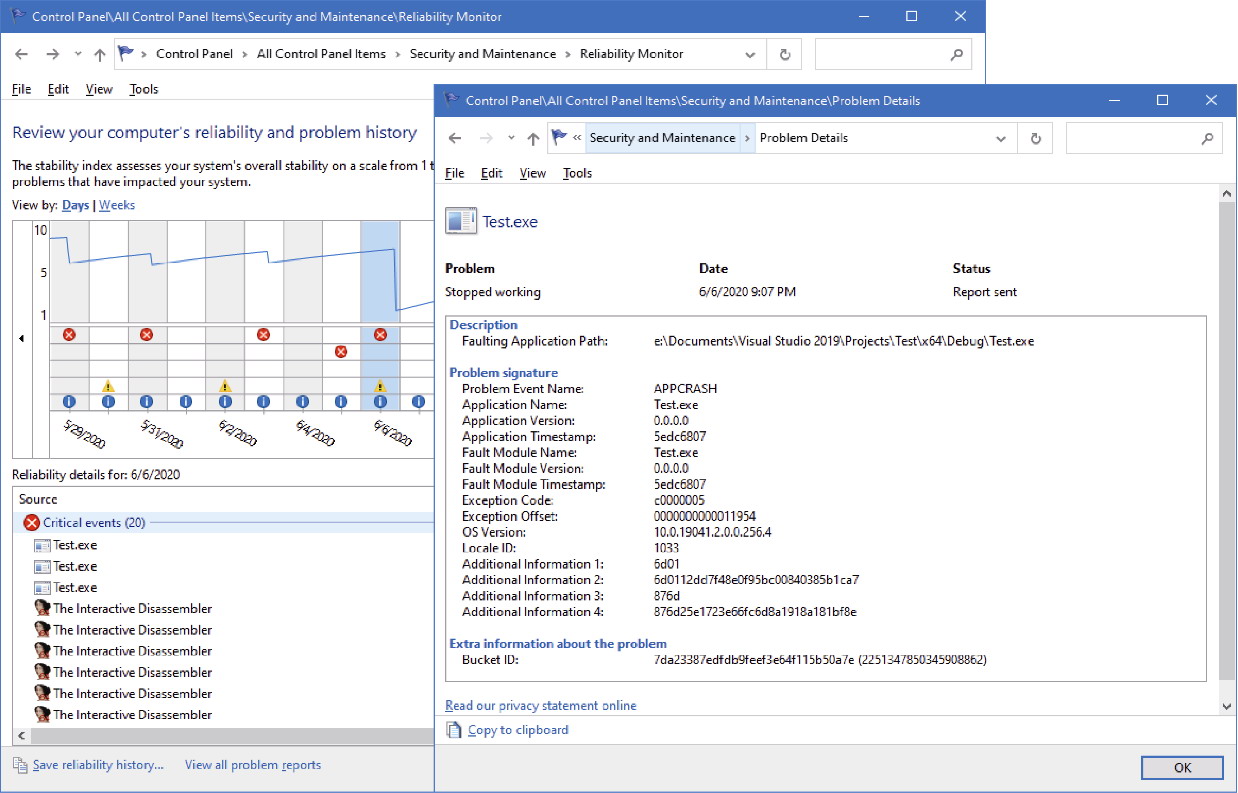 Control Panel\All Control Panel Items\Security and Maintenance\Reliability Monitor
Control Panel > All Control Panel Items > Security and Maintenance > Reliability Monitor
File Edit View Tools
Review your computer's reliability and problem history
The stability index assesses your system's overall stability on a scale from 1 t
problems that have impacted your system.
View by: Days | Weeks
10
5
1
5/29/2020 5/31/2020 6/2/2020 6/4/2020 6/6/2020
Reliability details for: 6/6/2020
Source
Critical events (20)
Test.exe
Test.exe
Test.exe
The Interactive Disassembler
The Interactive Disassembler
The Interactive Disassembler
The Interactive Disassembler
The Interactive Disassembler
The Interactive Disassembler
Save reliability history... View all problem reports
Control Panel\All Control Panel Items\Security and Maintenance\Problem Details
« Security and Maintenance > Problem Details
File Edit View Tools
Test.exe
Problem Date Status
Stopped working 6/6/2020 9:07 PM Report sent
Description
Faulting Application Path: e:\Documents\Visual Studio 2019\Projects\Test\x64\Debug\Test.exe
Problem signature
Problem Event Name: APPCRASH
Application Name: Test.exe
Application Version: 0.0.0.0
Application Timestamp: 5edc6807
Fault Module Name: Test.exe
Fault Module Version: 0.0.0.0
Fault Module Timestamp: 5edc6807
Exception Code: c0000005
Exception Offset: 0000000000011954
OS Version: 10.0.19041.2.0.0.256.4
Locale ID: 1033
Additional Information 1: 6d01
Additional Information 2: 6d0112dd7f48e0f95bc00840385b1ca7
Additional Information 3: 876d
Additional Information 4: 876d25e1723e66fc6d8a1918a181bf8e
Extra information about the problem
Bucket ID: 7da23387edfdb9feef3e64f115b50a7e (2251347850345908862)
Read our privacy statement online
Copy to clipboard
OK